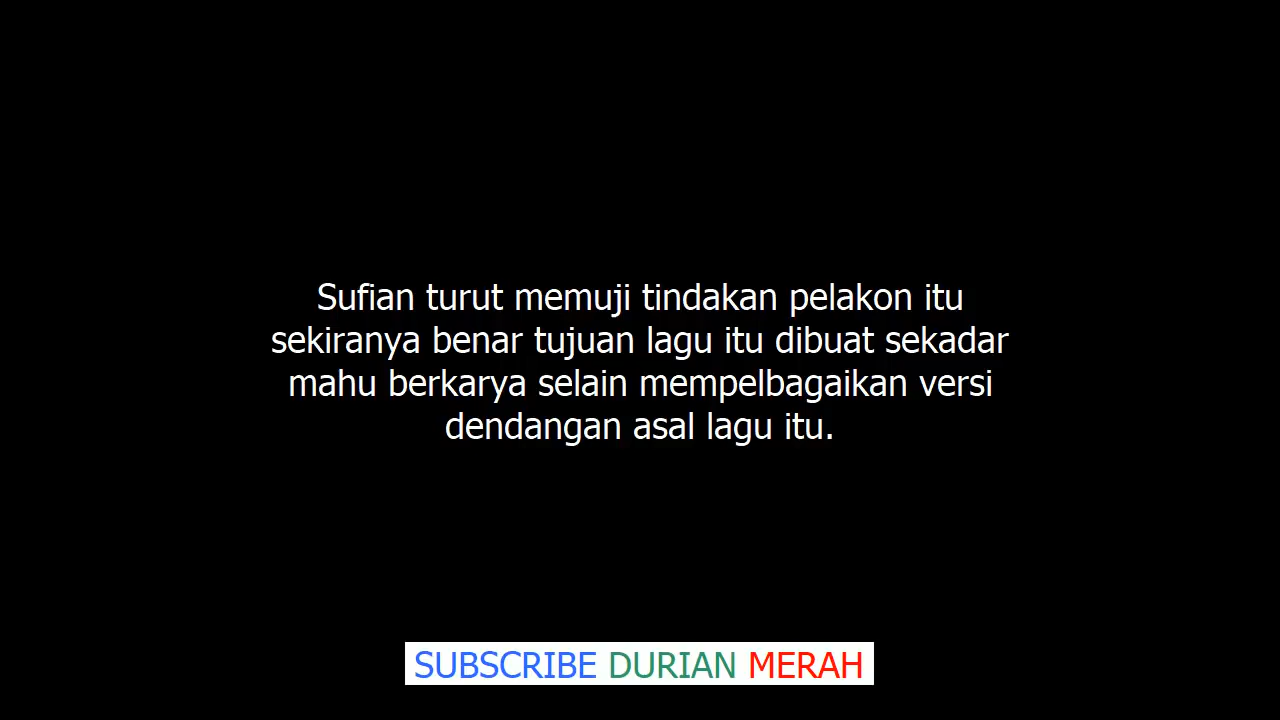 Sufian turut memuji tindakan pelakon itu
sekiranya benar tujuan lagu itu dibuat sekadar
mahu berkarya selain mempelbagaikan versi
dendangan asal lagu itu.
SUBSCRIBE DURIAN MERAH